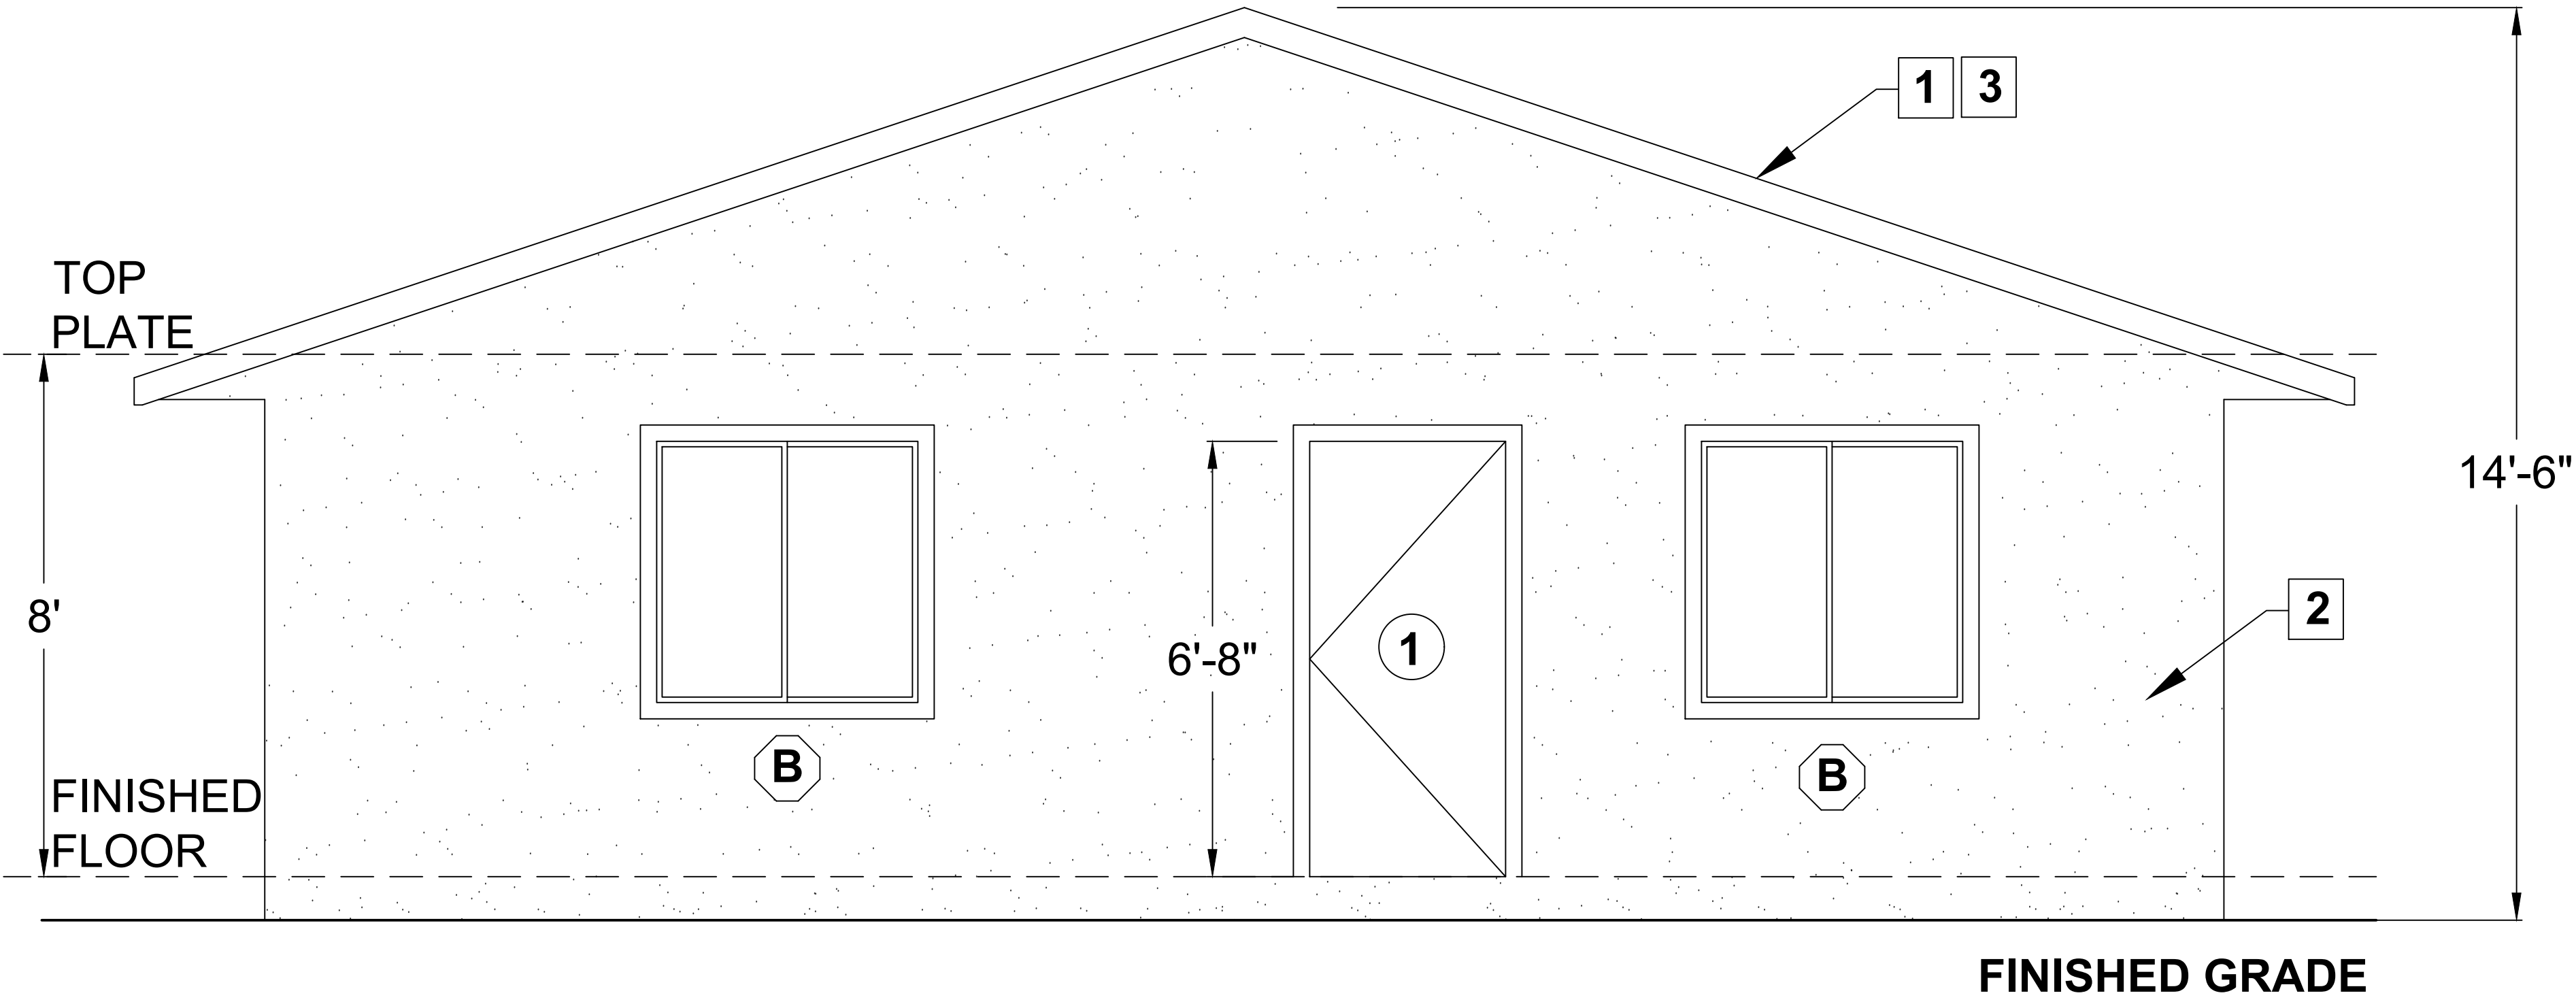 1 3
TOP
PLATE
14'-6"
8'
6'-8"
1
2
B
B
FINISHED
FLOOR
FINISHED GRADE